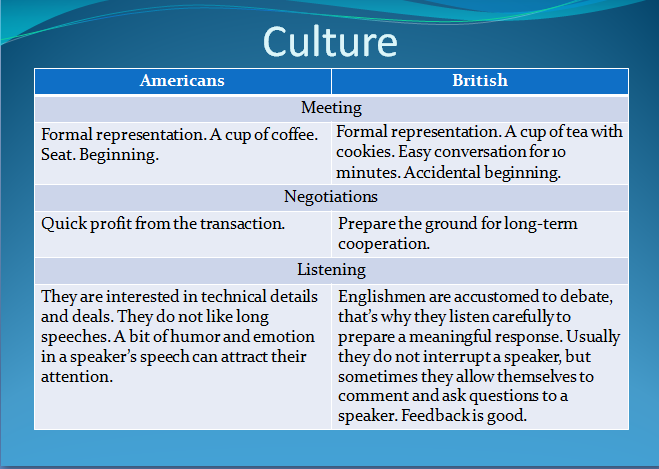 Culture
Americans
British
Meeting
Formal representation. A cup of coffee.
Seat. Beginning.
Formal representation. A cup of tea with
cookies. Easy conversation for 10
minutes. Accidental beginning.
Negotiations
Quick profit from the transaction.
Prepare the ground for long-term
cooperation.
Listening
They are interested in technical details
and deals. They do not like long
speeches. A bit of humor and emotion
in a speaker's speech can attract their
attention.
Englishmen are accustomed to debate,
that's why they listen carefully to
prepare a meaningful response. Usually
they do not interrupt a speaker, but
sometimes they allow themselves to
comment and ask questions to a
speaker. Feedback is good.